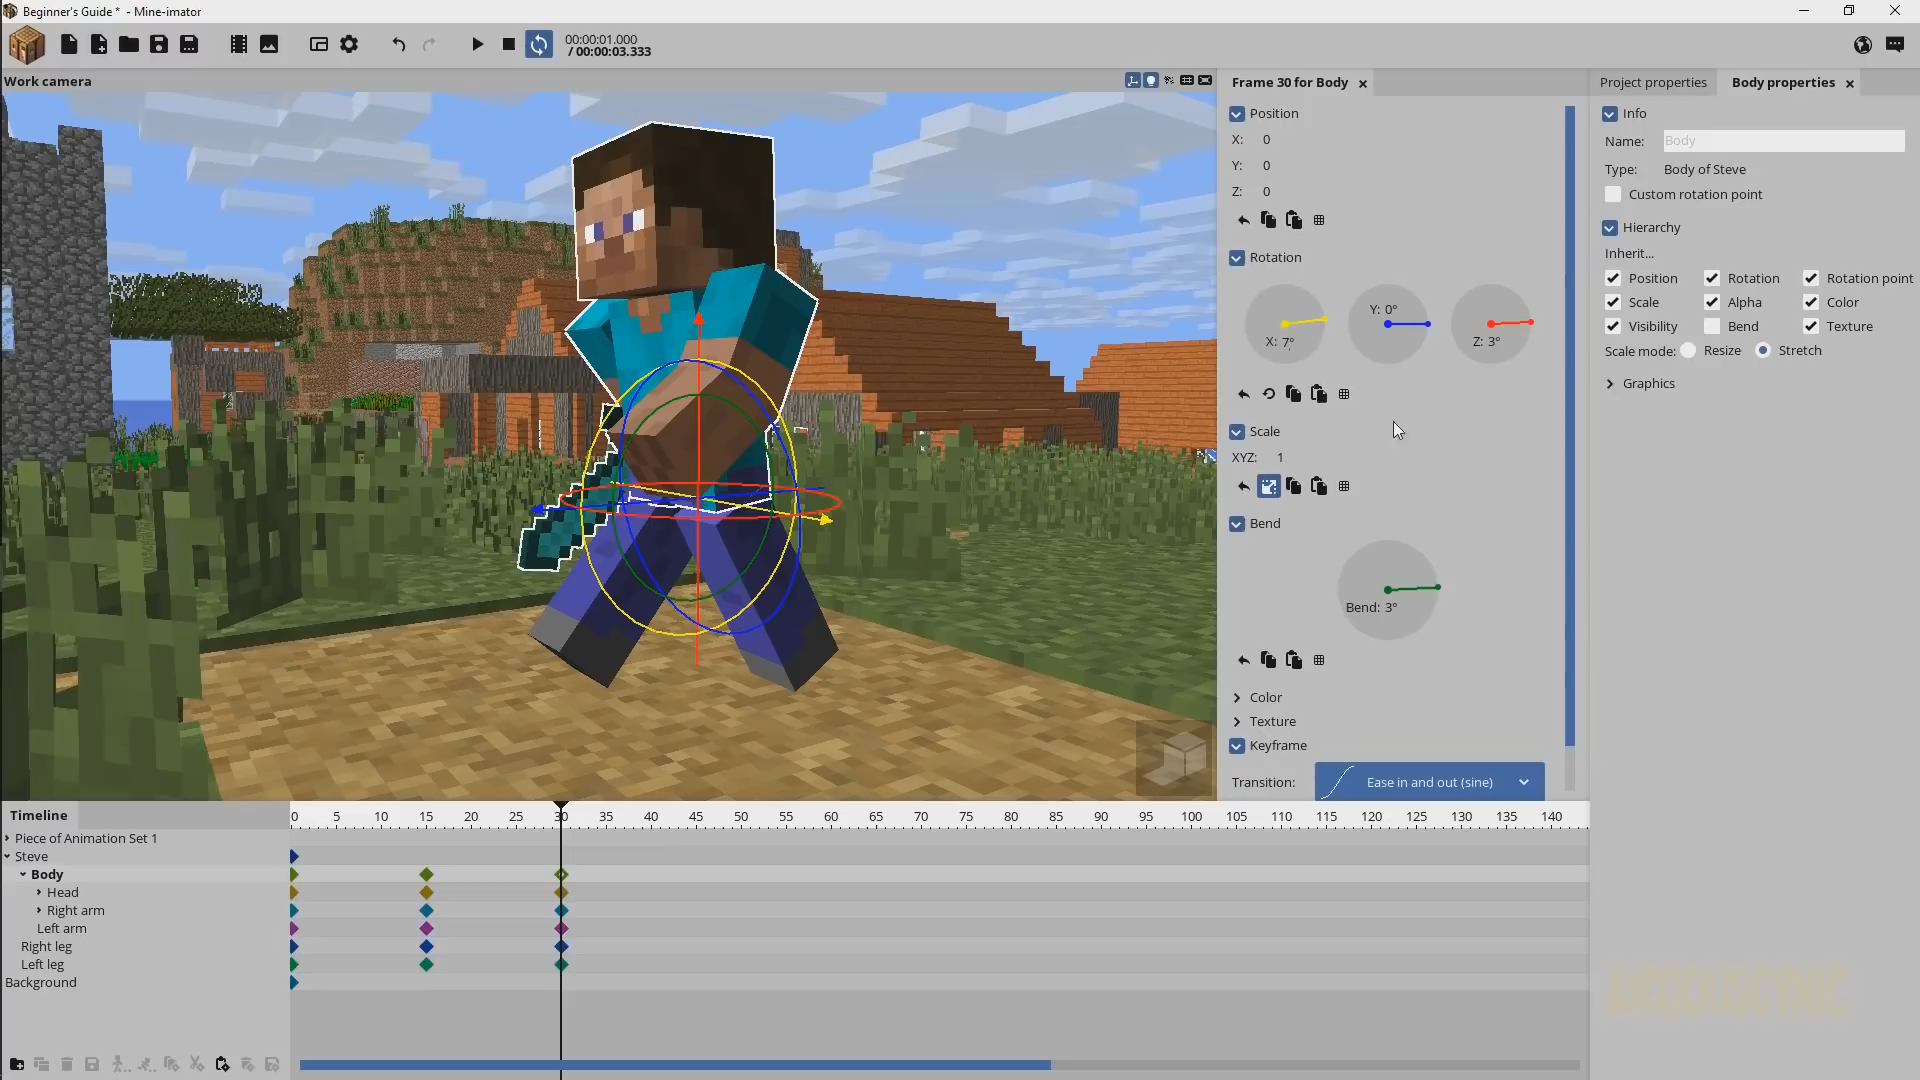 Beginner's Guide * - Mine-imator
00:00:01.000
/ 00:00:03.333
Work camera
Frame 30 for Body
Project properties
Body properties
Position
X: 0
Y: 0
Z: 0
Rotation
X: 7°
Y: 0°
Z: 3°
Scale
XYZ: 1
Bend
Bend: 3°
Color
Texture
Keyframe
Transition: Ease in and out (sine)
Info
Name: Body
Type: Body of Steve
Custom rotation point
Hierarchy
Inherit...
Position Rotation Rotation point
Scale Alpha Color
Visibility Bend Texture
Scale mode: Resize Stretch
Graphics
Timeline
0 5 10 15 20 25 30 35 40 45 50 55 60 65 70 75 80 85 90 95 100 105 110 115 120 125 130 135 140
Piece of Animation Set 1
Steve
Body
Head
Right arm
Left arm
Right leg
Left leg
Background